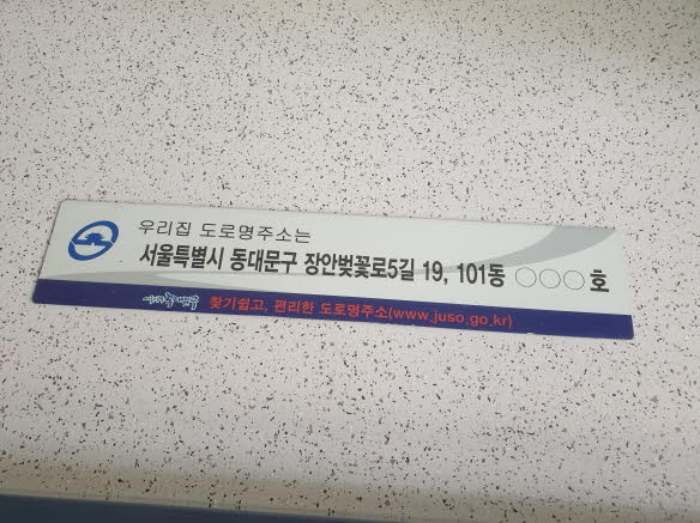 우리집 도로명주소는
서울특별시 동대문구 장안벚꽃로5길 19, 101동 ○○○호
찾기쉽고, 편리한 도로명주소(www.juso.go.kr)